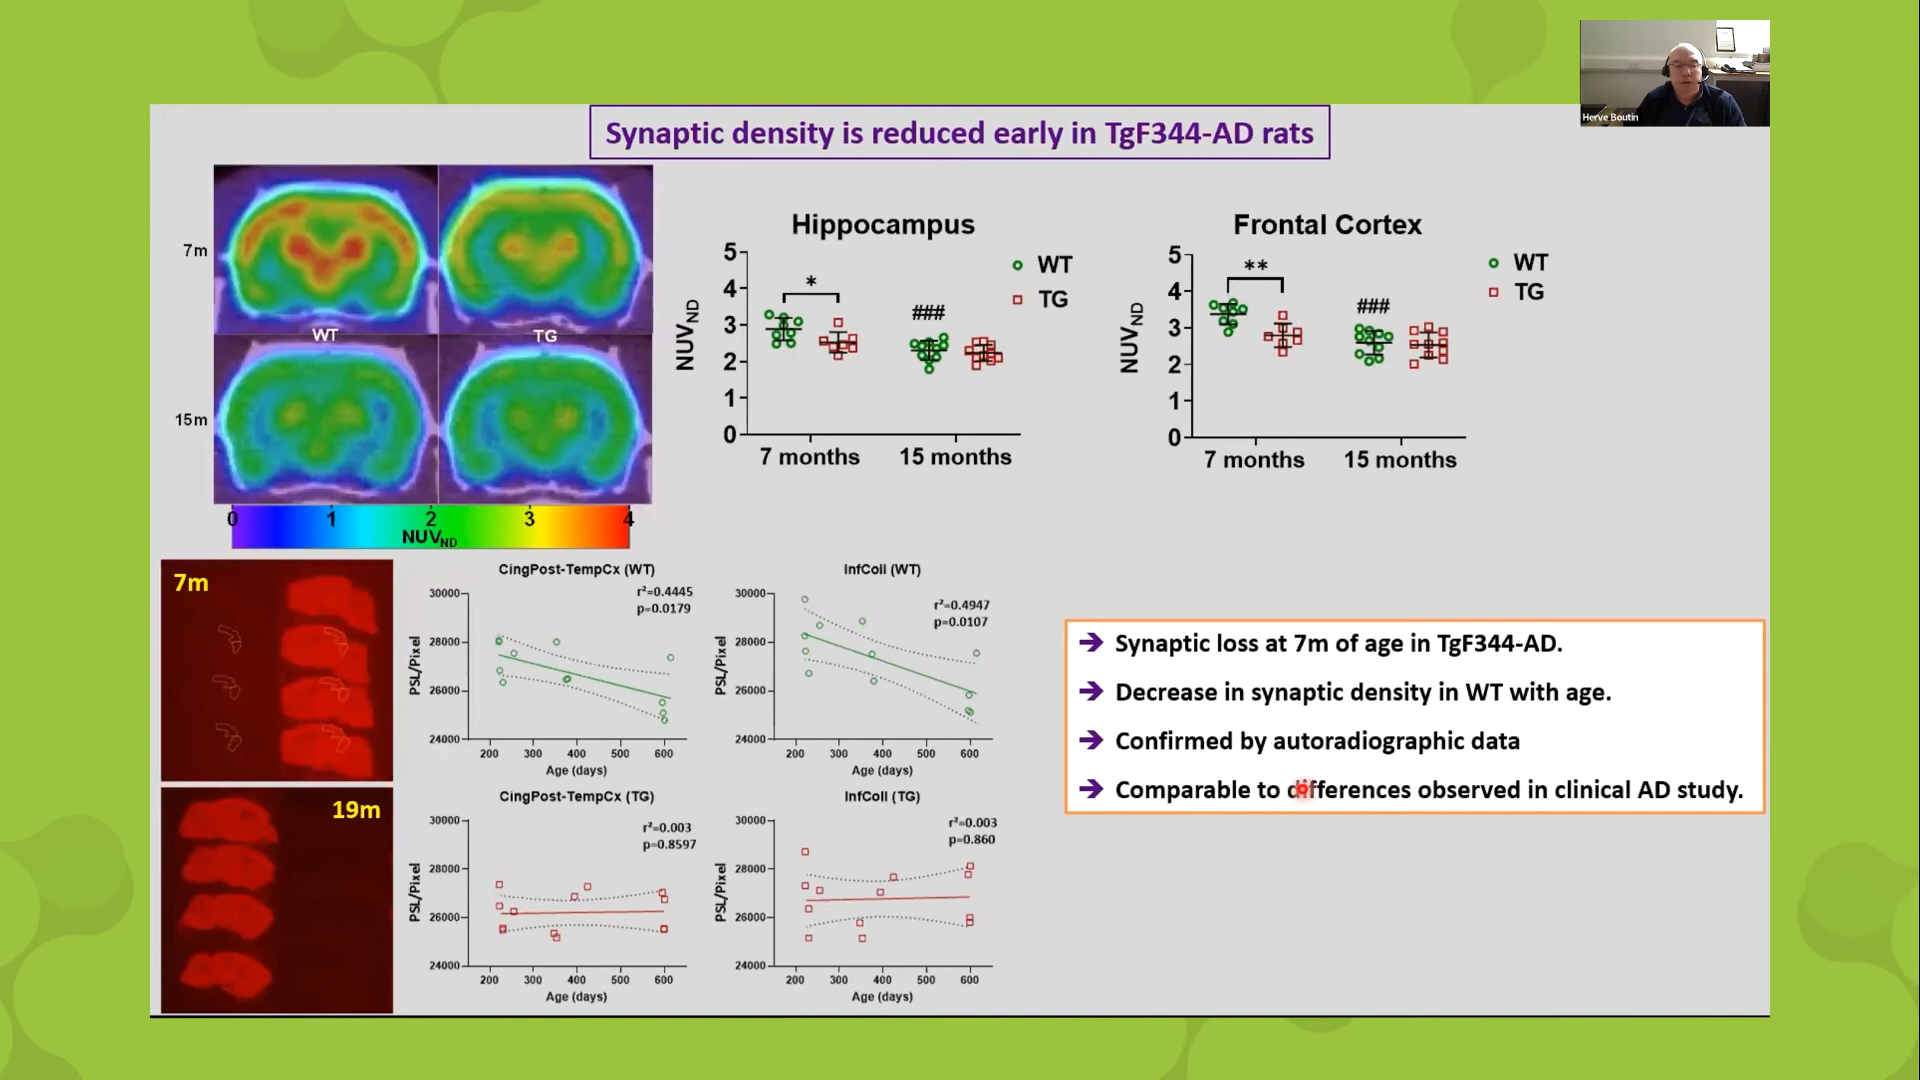 Herve Boutin
Synaptic density is reduced early in TgF344-AD rats
7m
WT
TG
15m
0 1 2 3 4
NUVND
Hippocampus
WT
TG
NUVND
5
4
3
2
1
0
*
###
7 months 15 months
Frontal Cortex
WT
TG
NUVND
5
4
3
2
1
0
**
###
7 months 15 months
7m
19m
CingPost-TempCx (WT)
r²=0.4445
p=0.0179
PSL/Pixel
30000
28000
26000
24000
200 300 400 500 600
Age (days)
InfColl (WT)
r²=0.4947
p=0.0107
PSL/Pixel
30000
28000
26000
24000
200 300 400 500 600
Age (days)
CingPost-TempCx (TG)
r²=0.003
p=0.8597
PSL/Pixel
30000
28000
26000
24000
200 300 400 500 600
Age (days)
InfColl (TG)
r²=0.003
p=0.860
PSL/Pixel
30000
28000
26000
24000
200 300 400 500 600
Age (days)
➔ Synaptic loss at 7m of age in TgF344-AD.
➔ Decrease in synaptic density in WT with age.
➔ Confirmed by autoradiographic data
➔ Comparable to differences observed in clinical AD study.